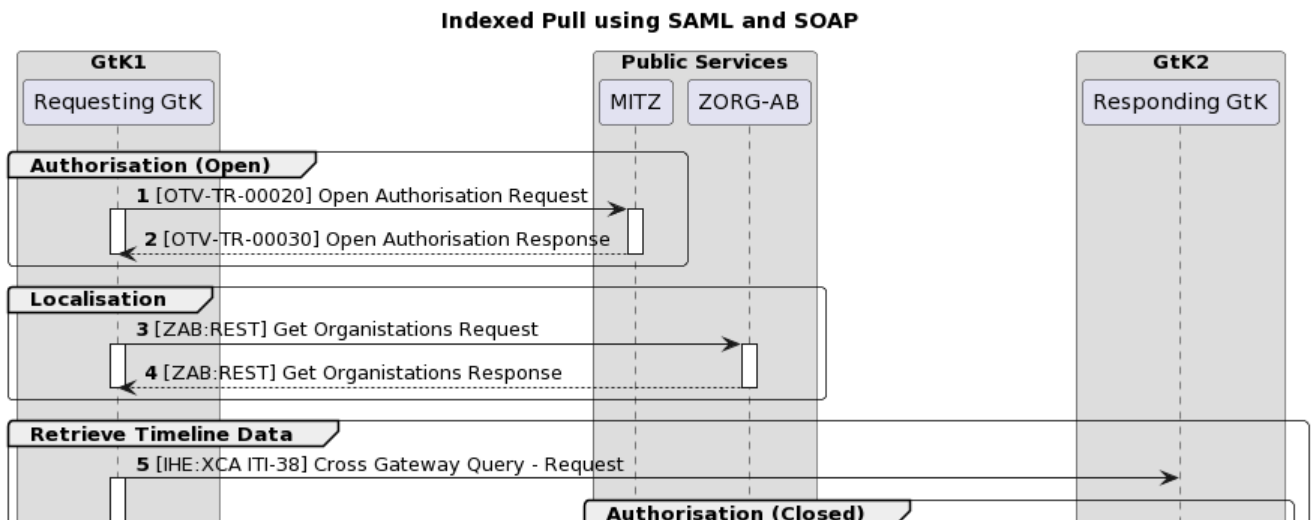 Indexed Pull using SAML and SOAP
GtK1
Public Services
GtK2
Requesting GtK
MITZ
ZORG-AB
Responding GtK
Authorisation (Open)
1 [OTV-TR-00020] Open Authorisation Request
2 [OTV-TR-00030] Open Authorisation Response
Localisation
3 [ZAB:REST] Get Organistations Request
4 [ZAB:REST] Get Organistations Response
Retrieve Timeline Data
5 [IHE:XCA ITI-38] Cross Gateway Query - Request
Authorisation (Closed)